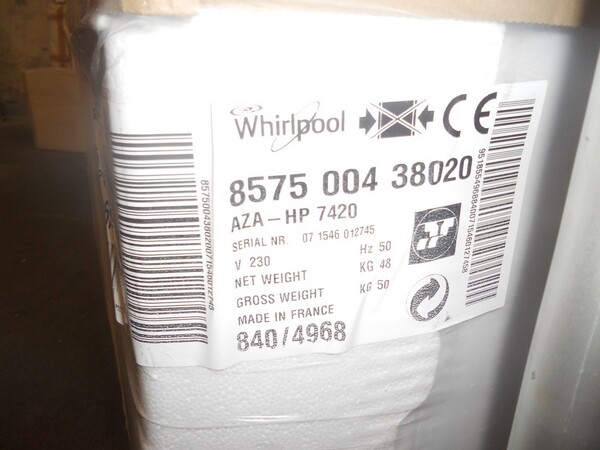 Whirlpool CE
8575 004 38020
AZA-HP 7420
SERIAL NR. 07 1546 012745
V 230 Hz 50
NET WEIGHT KG 48
GROSS WEIGHT KG 50
MADE IN FRANCE
840/4968